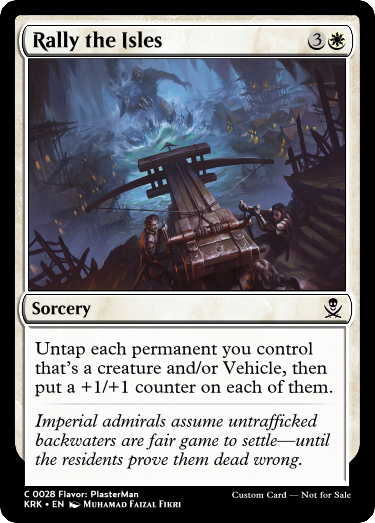 Rally the Isles 3
Sorcery
Untap each permanent you control
that's a creature and/or Vehicle, then
put a +1/+1 counter on each of them.
Imperial admirals assume untrafficked
backwaters are fair game to settle—until
the residents prove them dead wrong.
C 0028 Flavor: PlasterMan
KRK • EN Muhamad Faizal Fikri
Custom Card — Not for Sale